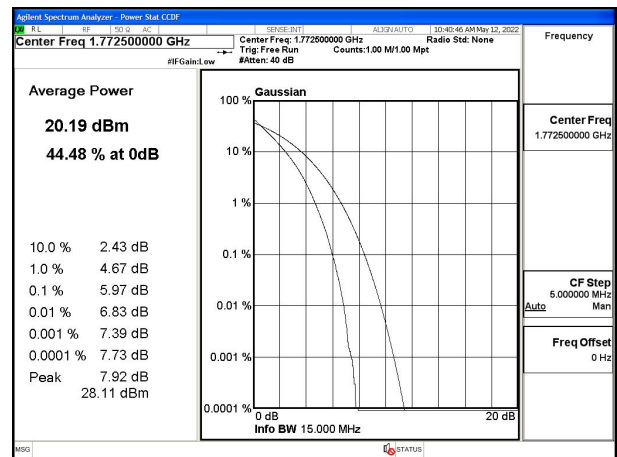 Agilent Spectrum Analyzer - Power Stat CCDF
RL RF 50 Ω AC SENSE:INT ALIGN AUTO 10:40:46 AM May 12, 2022
Center Freq 1.772500000 GHz
Center Freq: 1.772500000 GHz Radio Std: None
Trig: Free Run Counts:1.00 M/1.00 Mpt
#IFGain:Low #Atten: 40 dB
Frequency
Average Power
20.19 dBm
44.48 % at 0dB
10.0 % 2.43 dB
1.0 % 4.67 dB
0.1 % 5.97 dB
0.01 % 6.83 dB
0.001 % 7.39 dB
0.0001 % 7.73 dB
Peak 7.92 dB
28.11 dBm
Gaussian
100 %
10 %
1 %
0.1 %
0.01 %
0.001 %
0.0001 %
0 dB 20 dB
Info BW 15.000 MHz
Center Freq
1.772500000 GHz
CF Step
5.000000 MHz
Auto Man
Freq Offset
0 Hz
MSG STATUS